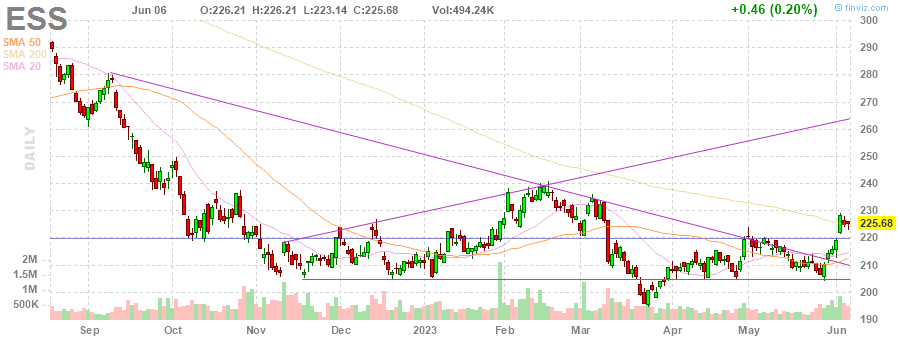 ESS
Jun 06 O:226.21 H:226.21 L:223.14 C:225.68 Vol:494.24K +0.46 (0.20%)
© finviz.com
SMA 50
SMA 200
SMA 20
DAILY
300
290
280
270
260
250
240
230
225.68
220
210
200
190
2M
1.5M
1M
500K
Sep Oct Nov Dec 2023 Feb Mar Apr May Jun